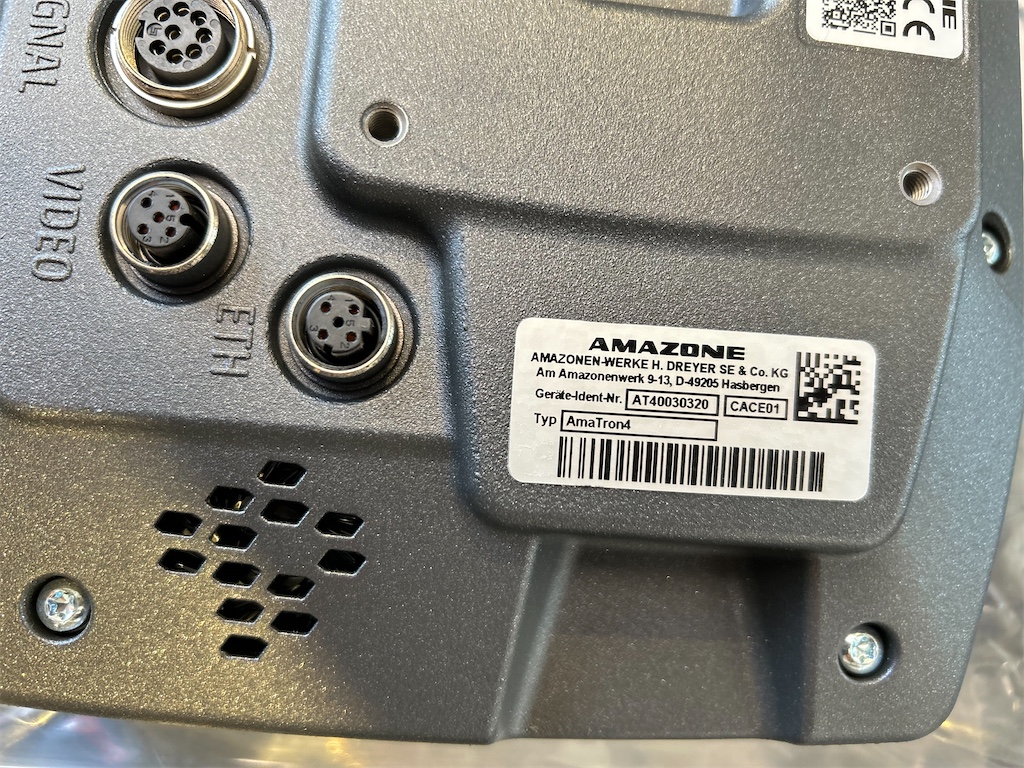 GNAL
VIDEO
ETH
NE
CE
AMAZONE
AMAZONEN-WERKE H. DREYER SE & Co. KG
Am Amazonenwerk 9-13, D-49205 Hasbergen
Geräte-Ident-Nr. AT40030320 CACE01
Typ AmaTron4